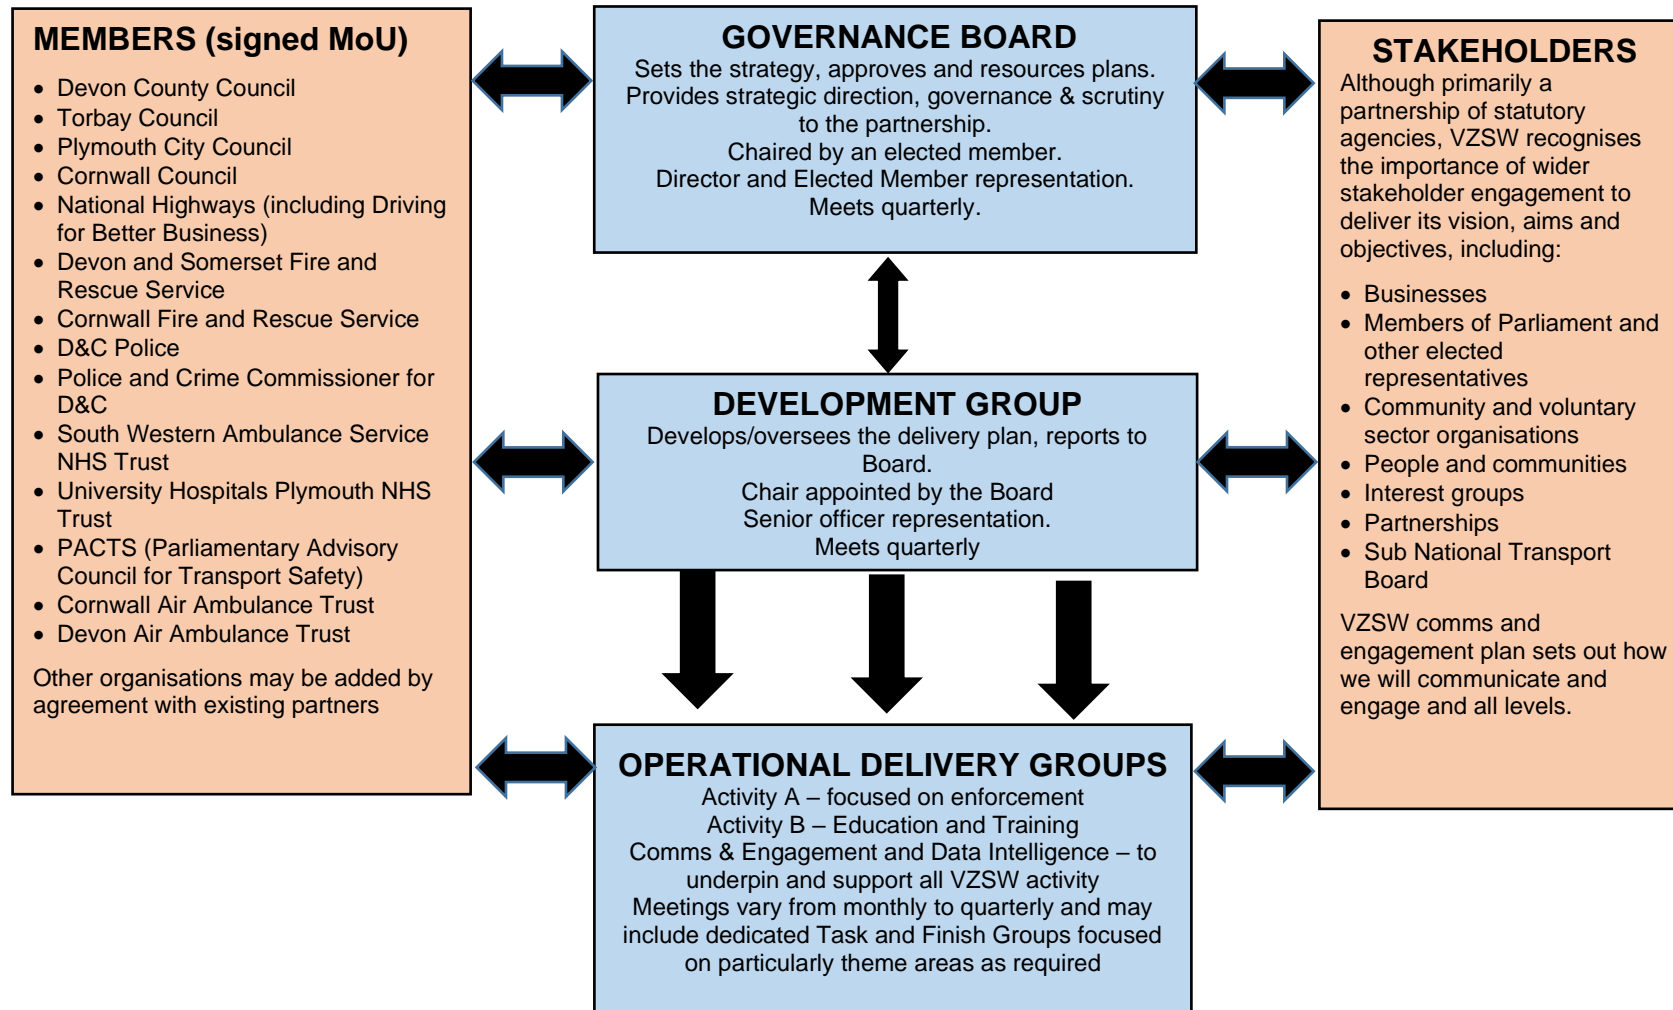 MEMBERS (signed MoU)
• Devon County Council
• Torbay Council
• Plymouth City Council
• Cornwall Council
• National Highways (including Driving
for Better Business)
• Devon and Somerset Fire and
Rescue Service
• Cornwall Fire and Rescue Service
• D&C Police
• Police and Crime Commissioner for
D&C
• South Western Ambulance Service
NHS Trust
• University Hospitals Plymouth NHS
Trust
• PACTS (Parliamentary Advisory
Council for Transport Safety)
• Cornwall Air Ambulance Trust
• Devon Air Ambulance Trust
Other organisations may be added by
agreement with existing partners
GOVERNANCE BOARD
Sets the strategy, approves and resources plans.
Provides strategic direction, governance & scrutiny
to the partnership.
Chaired by an elected member.
Director and Elected Member representation.
Meets quarterly.
DEVELOPMENT GROUP
Develops/oversees the delivery plan, reports to
Board.
Chair appointed by the Board
Senior officer representation.
Meets quarterly
OPERATIONAL DELIVERY GROUPS
Activity A – focused on enforcement
Activity B – Education and Training
Comms & Engagement and Data Intelligence – to
underpin and support all VZSW activity
Meetings vary from monthly to quarterly and may
include dedicated Task and Finish Groups focused
on particularly theme areas as required
STAKEHOLDERS
Although primarily a
partnership of statutory
agencies, VZSW recognises
the importance of wider
stakeholder engagement to
deliver its vision, aims and
objectives, including:
• Businesses
• Members of Parliament and
other elected
representatives
• Community and voluntary
sector organisations
• People and communities
• Interest groups
• Partnerships
• Sub National Transport
Board
VZSW comms and
engagement plan sets out how
we will communicate and
engage and all levels.